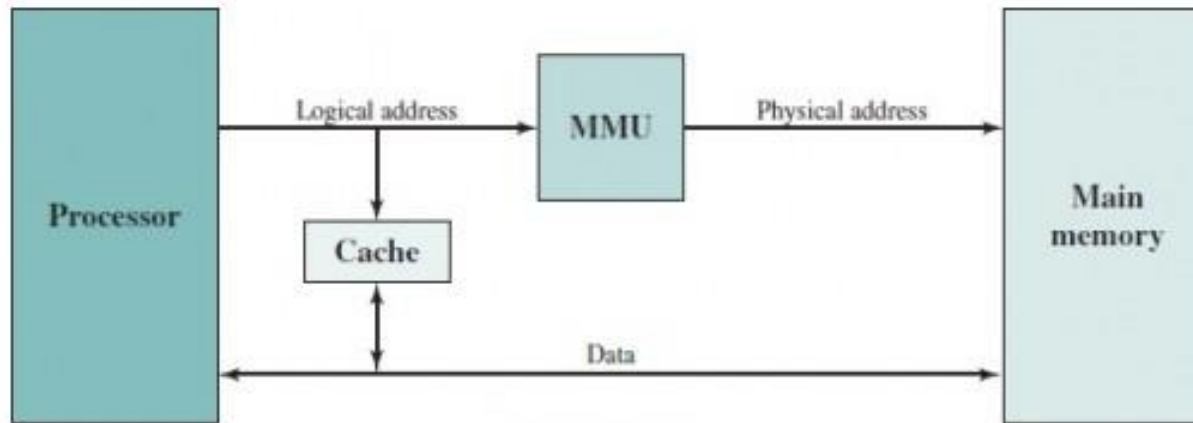 Logical address
MMU
Physical address
Processor
Cache
Main
memory
Data